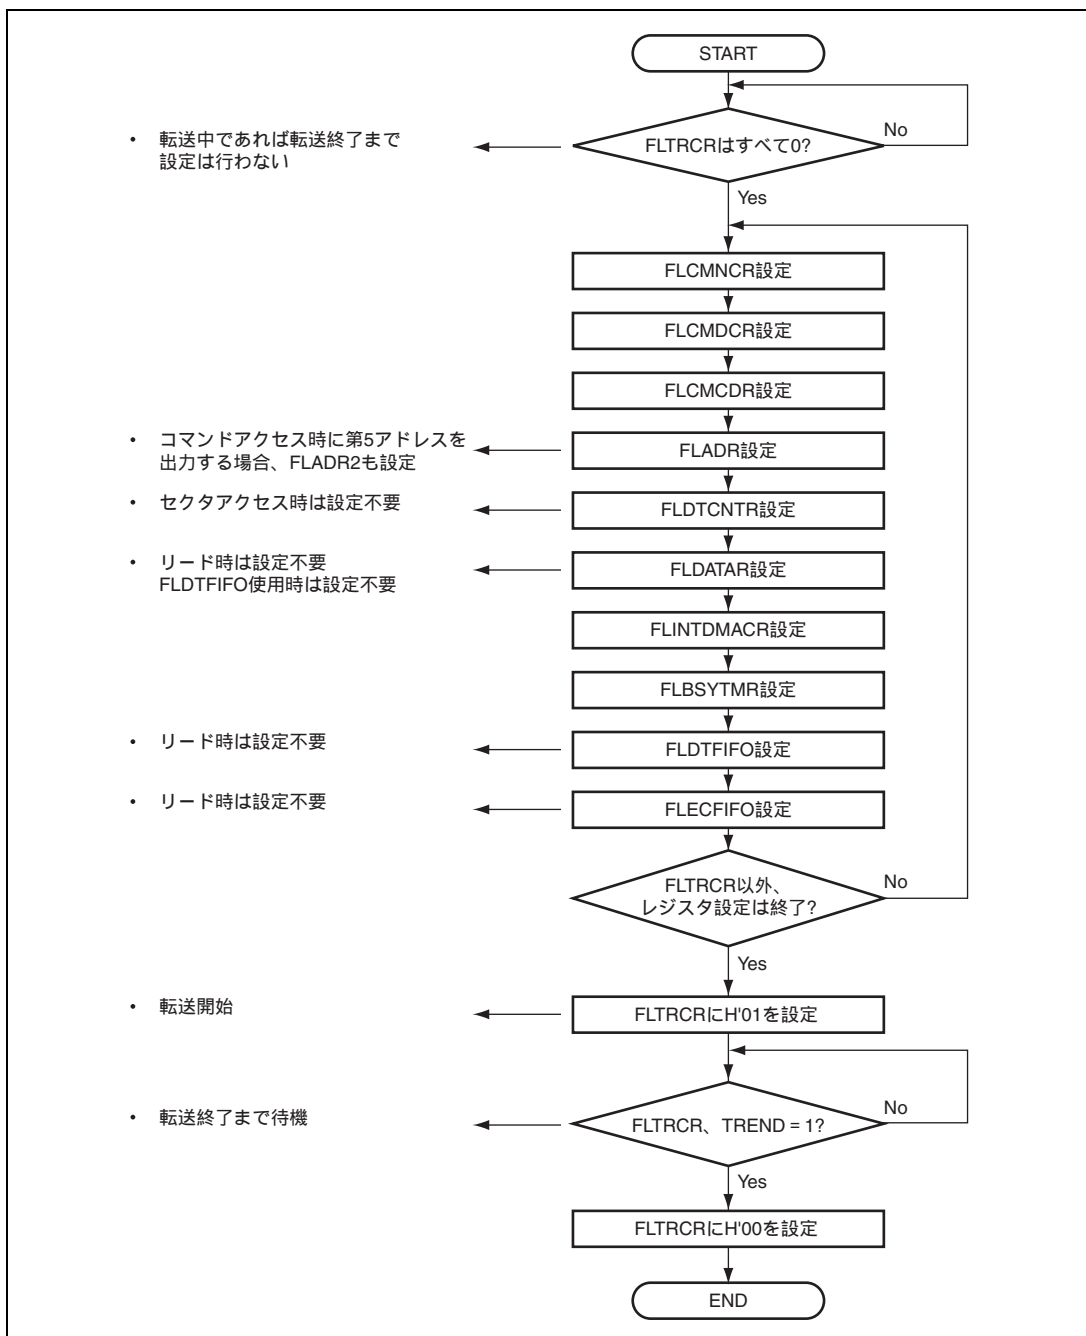 START
• 転送中であれば転送終了まで
設定は行わない
FLTRCRはすべて0?
No
Yes
FLCMNCR設定
FLCMDCR設定
FLCMCDR設定
• コマンドアクセス時に第5アドレスを
出力する場合、FLADR2も設定
FLADR設定
• セクタアクセス時は設定不要
FLDTCNTR設定
• リード時は設定不要
FLDTFIFO使用時は設定不要
FLDATAR設定
FLINTDMACR設定
FLBSYTMR設定
• リード時は設定不要
FLDTFIFO設定
• リード時は設定不要
FLECFIFO設定
FLTRCR以外、
レジスタ設定は終了?
No
Yes
• 転送開始
FLTRCRにH'01を設定
• 転送終了まで待機
FLTRCR、TREND = 1?
No
Yes
FLTRCRにH'00を設定
END